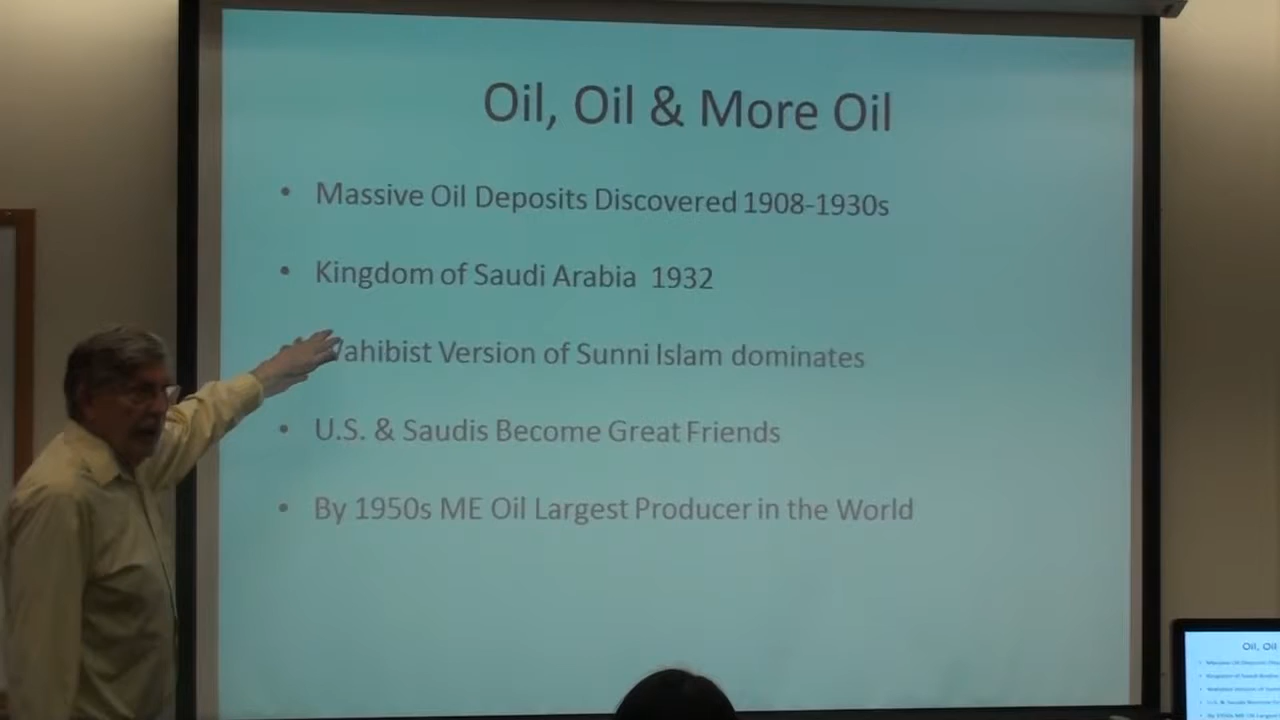 Oil, Oil & More Oil
• Massive Oil Deposits Discovered 1908-1930s
• Kingdom of Saudi Arabia 1932
Version of Sunni Islam dominates
• U.S. & Saudis Become Great Friends
• By 1950s ME Oil Largest Producer in the World
Oil, Oil